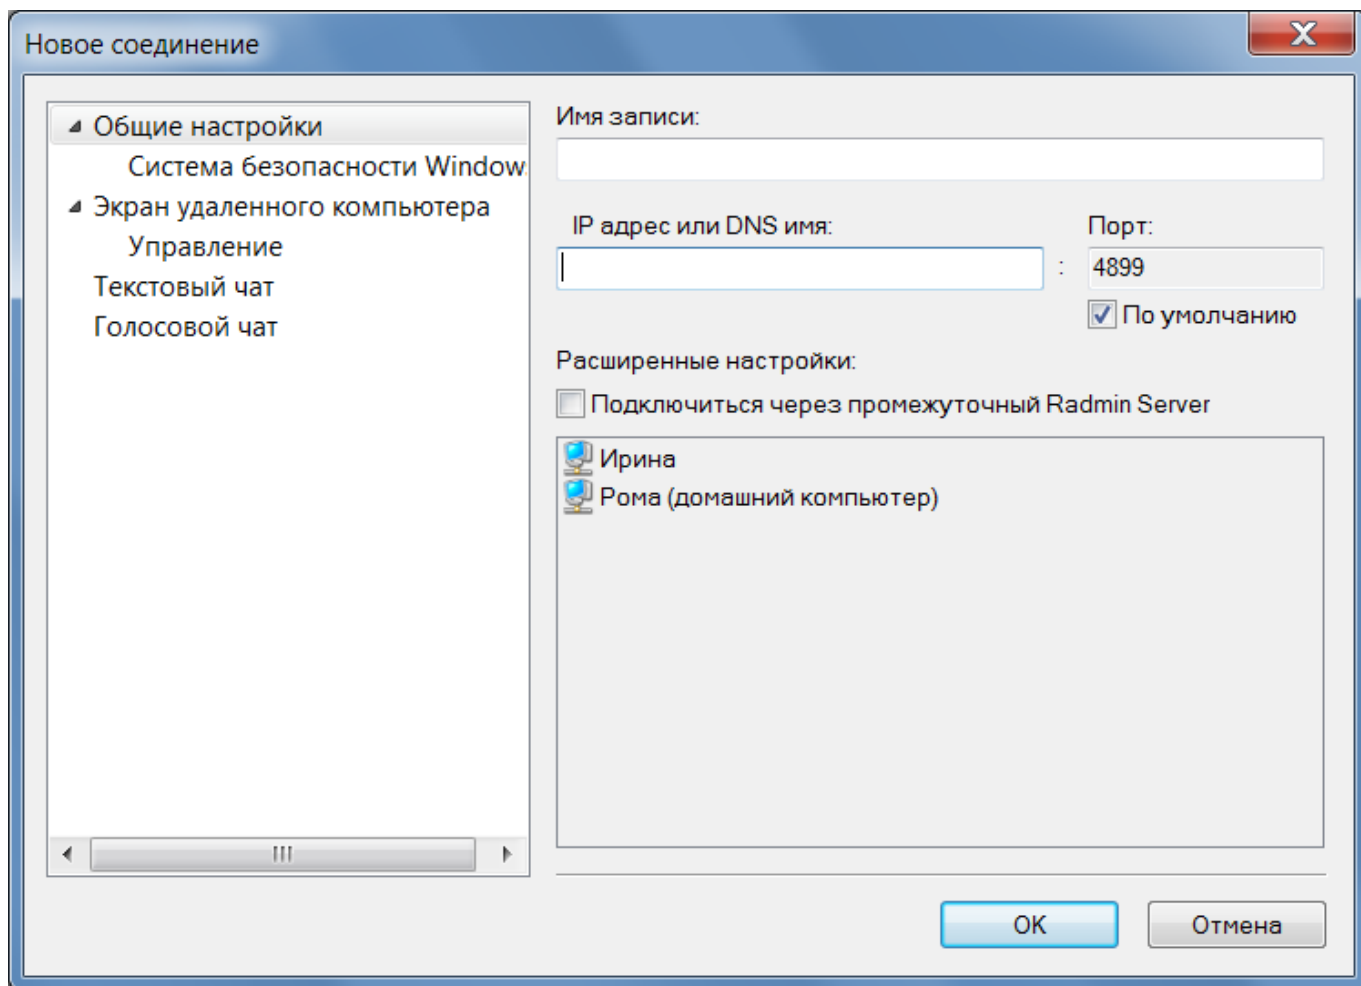 Новое соединение
Общие настройки
Система безопасности Window
Экран удаленного компьютера
Управление
Текстовый чат
Голосовой чат
Имя записи:
IP адрес или DNS имя:
Порт:
:
4899
По умолчанию
Расширенные настройки:
Подключиться через промежуточный Radmin Server
Ирина
Рома (домашний компьютер)
OK
Отмена